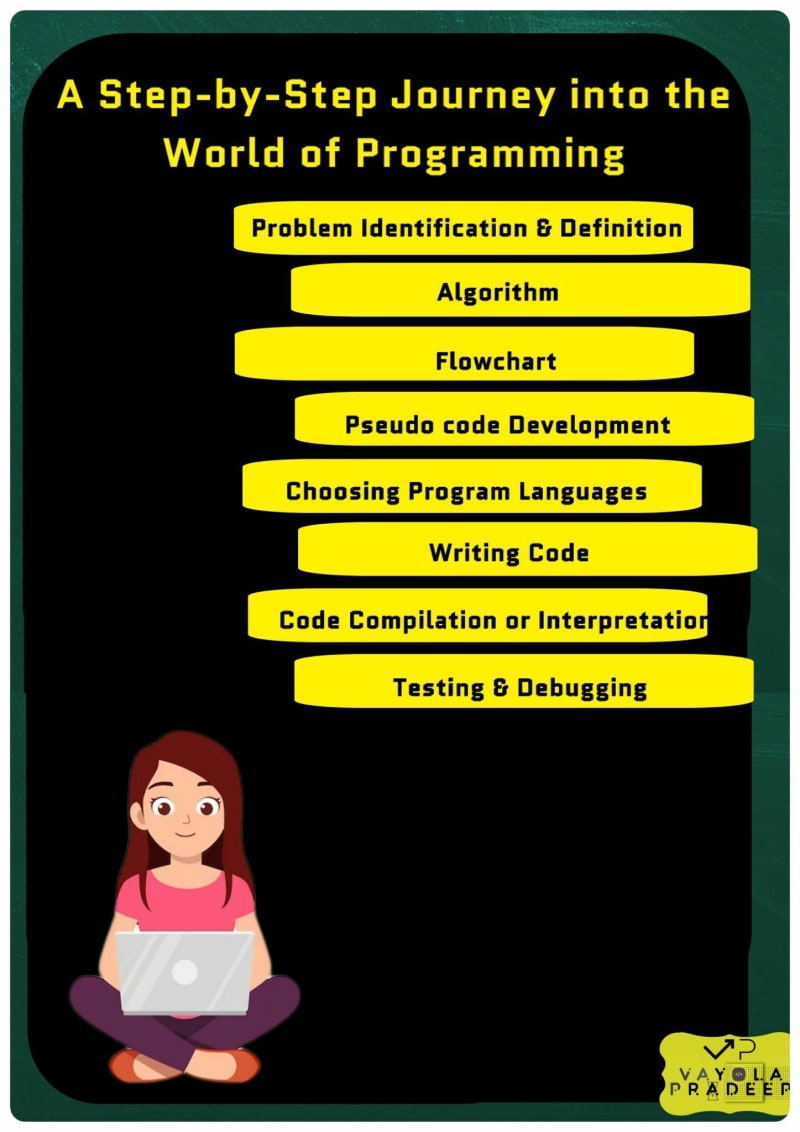 A Step-by-Step Journey into the
World of Programming
Problem Identification & Definition
Algorithm
Flowchart
Pseudo code Development
Choosing Program Languages
Writing Code
Code Compilation or Interpretation
Testing & Debugging
VAYOLA
PRADEEP